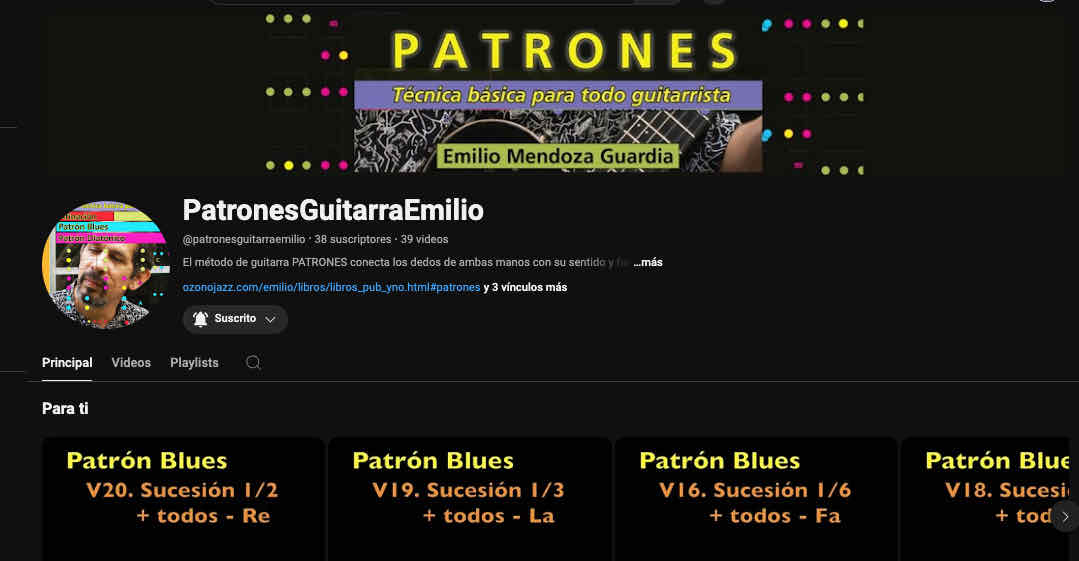 PATRONES
Técnica básica para todo guitarrista
Emilio Mendoza Guardia
Patrón Blues
Patrón Diatónico
PatronesGuitarraEmilio
@patronesguitarraemilio · 38 suscriptores · 39 videos
El método de guitarra PATRONES conecta los dedos de ambas manos con su sentido y ...más
ozonojazz.com/emilio/libros/libros_pub_yno.html#patrones y 3 vínculos más
Suscrito
Principal Videos Playlists
Para ti
Patrón Blues
V20. Sucesión 1/2
+ todos - Re
Patrón Blues
V19. Sucesión 1/3
+ todos - La
Patrón Blues
V16. Sucesión 1/6
+ todos - Fa
Patrón Blue
V18. Sucesi
+ tod